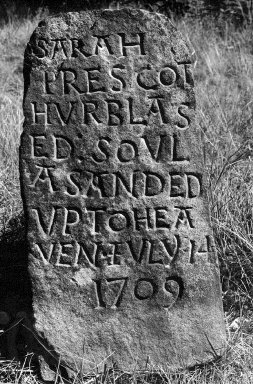 SARAH
PRESCOT
HVRBLAS
ED SOVL
ASANDED
VPTOHEA
VEN IVLY 14
1709